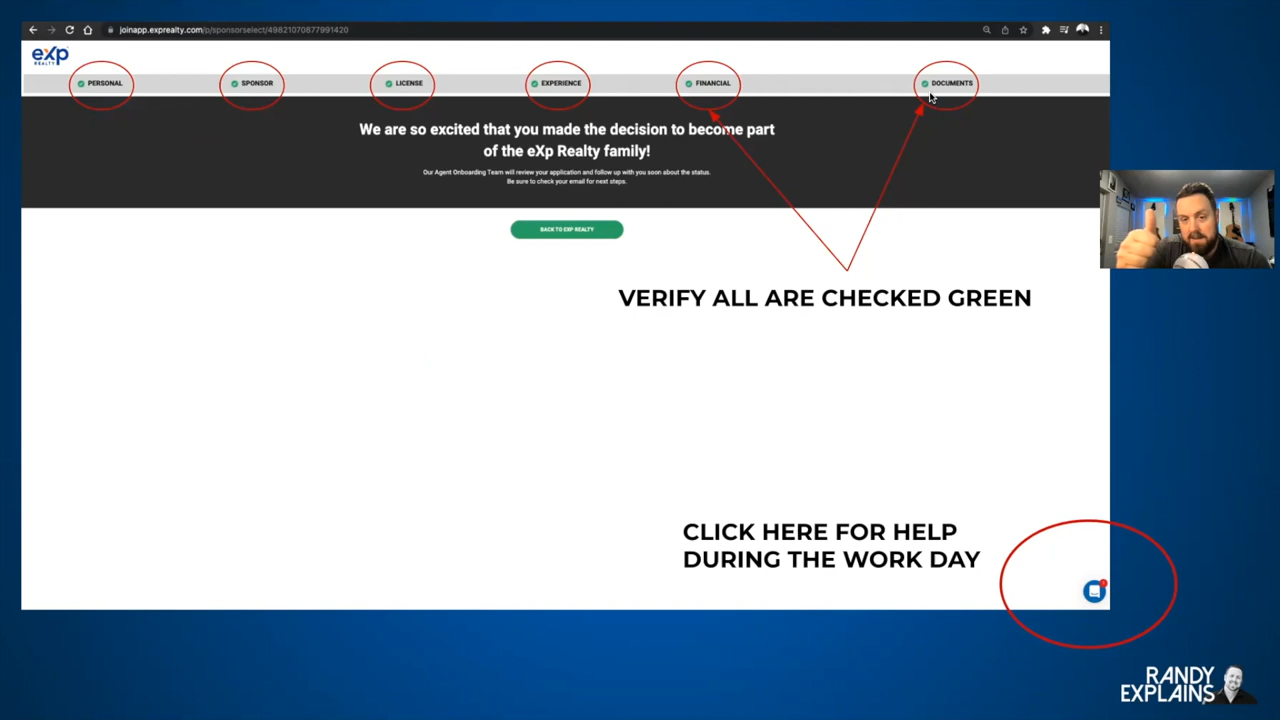 joinapp.exprealty.com/p/sponsorselect/49821070877991420
eXp
REALTY
PERSONAL
SPONSOR
LICENSE
EXPERIENCE
FINANCIAL
DOCUMENTS
We are so excited that you made the decision to become part
of the eXp Realty family!
Our Agent Onboarding Team will review your application and follow up with you soon about the status.
Be sure to check your email for next steps.
BACK TO EXP REALTY
VERIFY ALL ARE CHECKED GREEN
CLICK HERE FOR HELP
DURING THE WORK DAY
RANDY
EXPLAINS